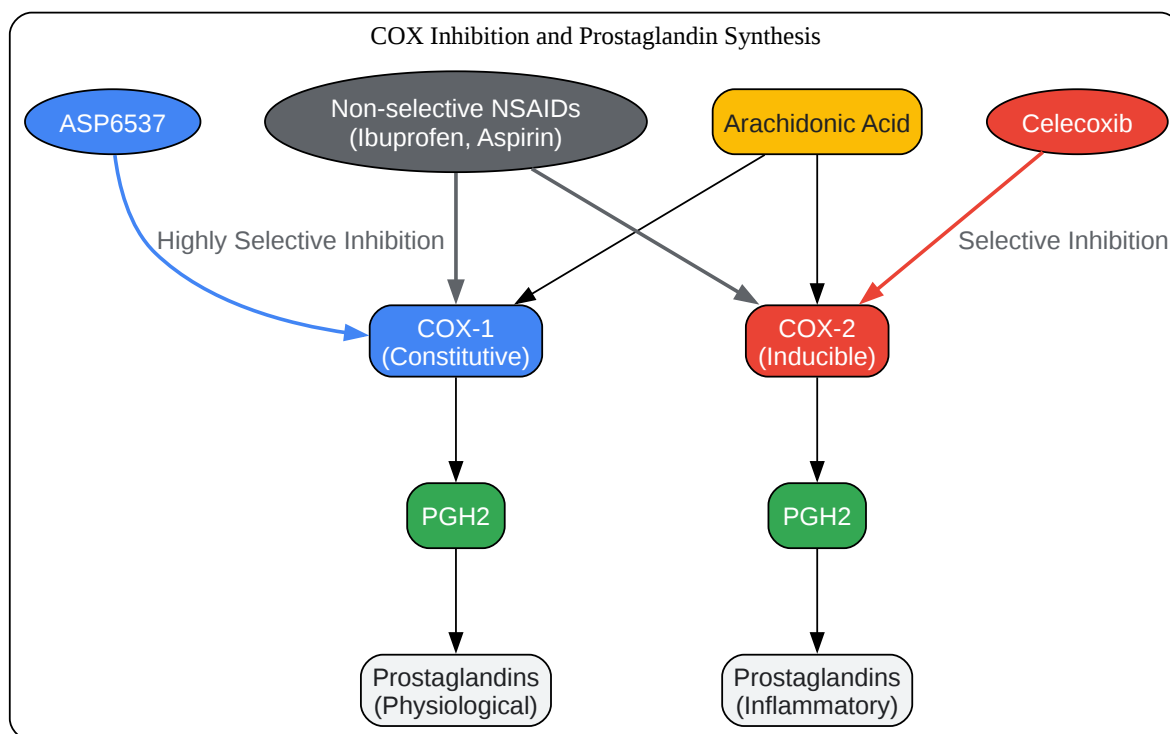 COX Inhibition and Prostaglandin Synthesis
ASP6537
Non-selective NSAIDs
(Ibuprofen, Aspirin)
Arachidonic Acid
Celecoxib
Highly Selective Inhibition
Selective Inhibition
COX-1
(Constitutive)
COX-2
(Inducible)
PGH2
PGH2
Prostaglandins
(Physiological)
Prostaglandins
(Inflammatory)